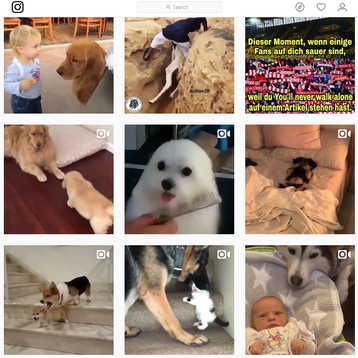 Search
sultan28
Dieser Moment, wenn einige
Fans auf dich sauer sind,
weil du You'll never walk alone
auf einem Artikel stehen hast.